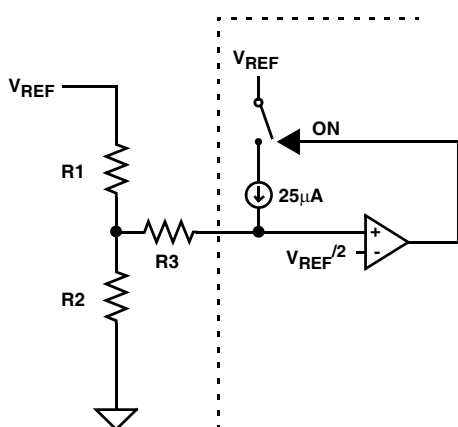 VREF
VREF
ON
R1
25µA
R3
VREF/2
+
-
R2